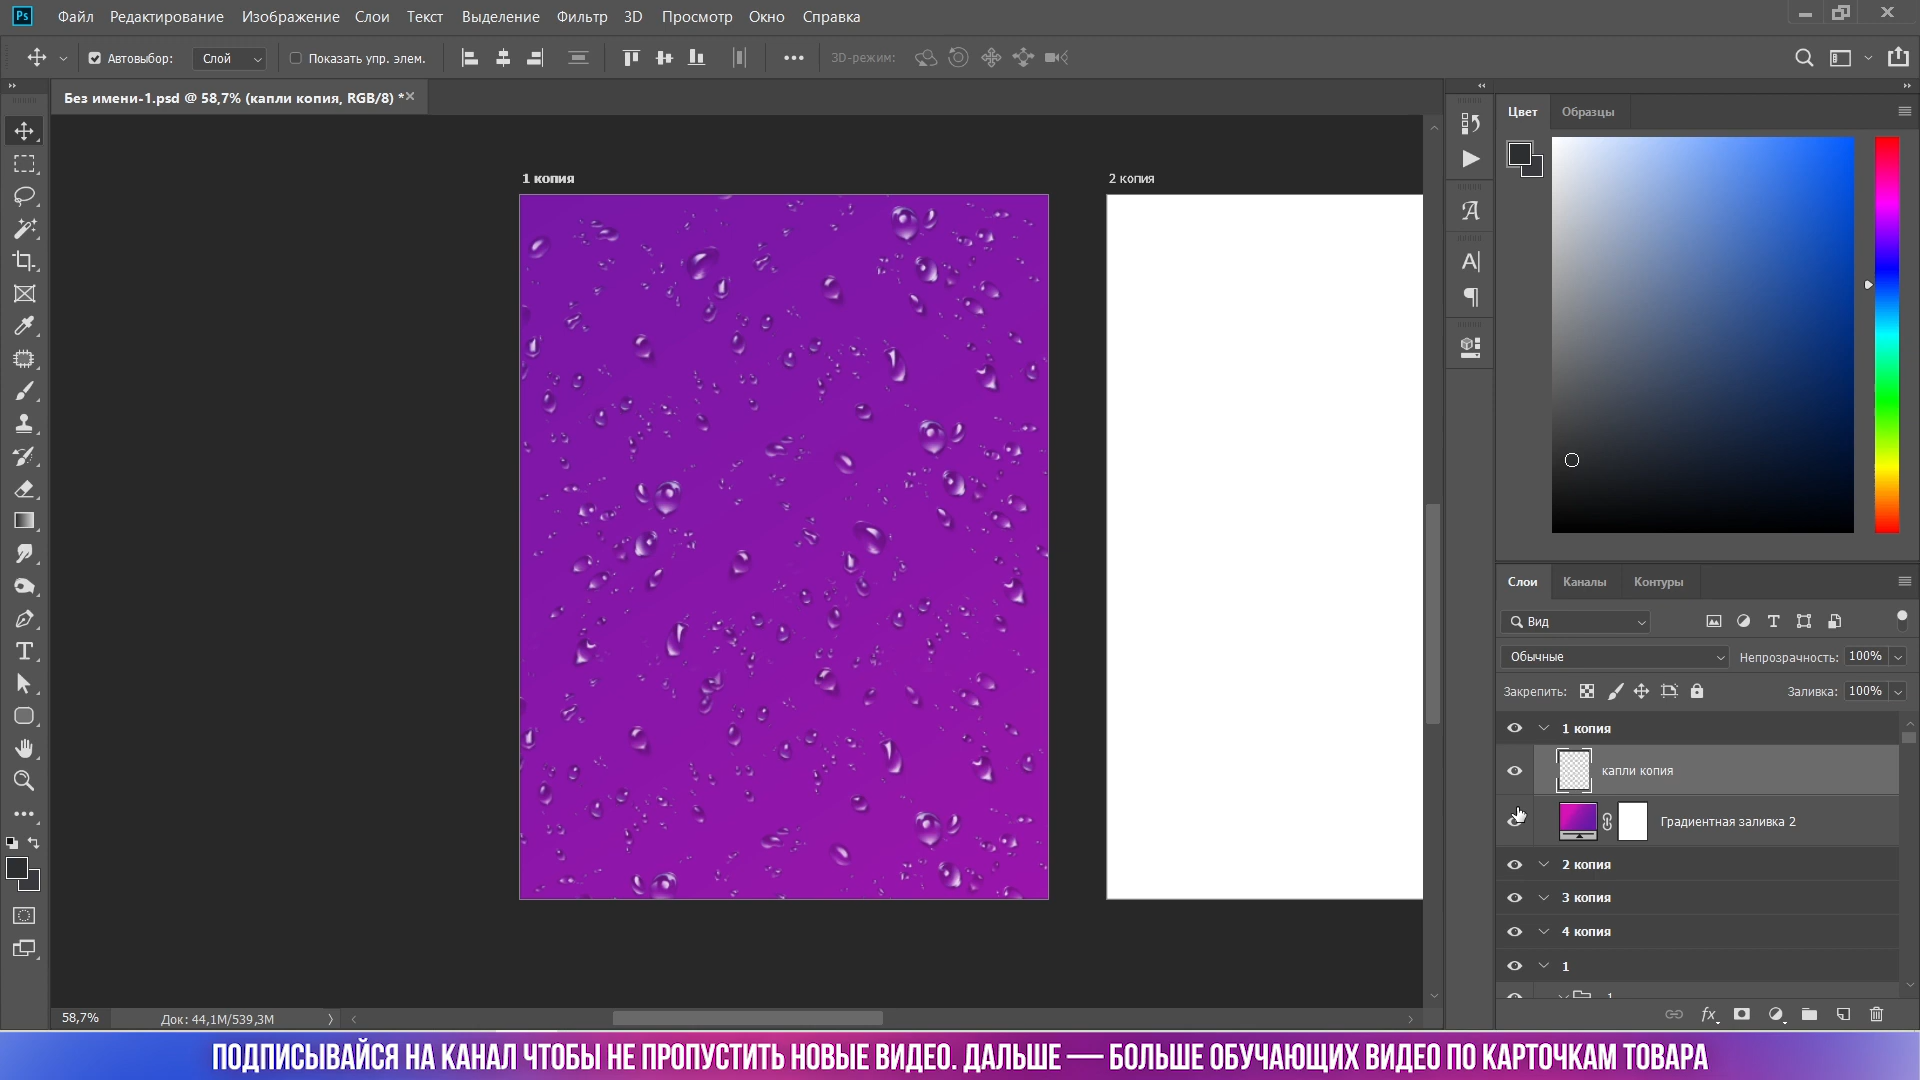 Ps Файл Редактирование Изображение Слои Текст Выделение Фильтр 3D Просмотр Окно Справка
Автовыбор: Слой Показать упр. элем. 3D-режим:
Без имени-1.psd @ 58,7% (капли копия, RGB/8) *
Цвет Образцы
1 копия 2 копия
Слои Каналы Контуры
Вид
Обычные Непрозрачность: 100%
Закрепить: Заливка: 100%
1 копия
капли копия
Градиентная заливка 2
2 копия
3 копия
4 копия
1
1
58,7% Док: 44,1M/539,3M
ПОДПИСЫВАЙСЯ НА КАНАЛ ЧТОБЫ НЕ ПРОПУСТИТЬ НОВЫЕ ВИДЕО. ДАЛЬШЕ — БОЛЬШЕ ОБУЧАЮЩИХ ВИДЕО ПО КАРТОЧКАМ ТОВАРА